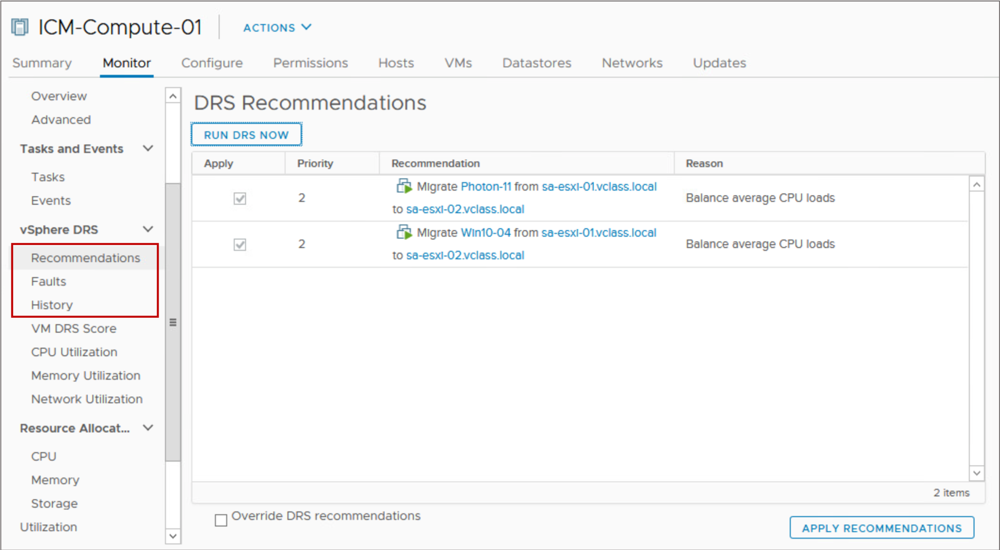 ICM-Compute-01
ACTIONS
Summary Monitor Configure Permissions Hosts VMs Datastores Networks Updates
Overview
Advanced
Tasks and Events
Tasks
Events
vSphere DRS
Recommendations
Faults
History
VM DRS Score
CPU Utilization
Memory Utilization
Network Utilization
Resource Allocat...
CPU
Memory
Storage
Utilization
DRS Recommendations
RUN DRS NOW
Apply Priority Recommendation Reason
2 Migrate Photon-11 from sa-esxi-01.vclass.local
to sa-esxi-02.vclass.local
Balance average CPU loads
2 Migrate Win10-04 from sa-esxi-01.vclass.local
to sa-esxi-02.vclass.local
Balance average CPU loads
2 items
Override DRS recommendations
APPLY RECOMMENDATIONS